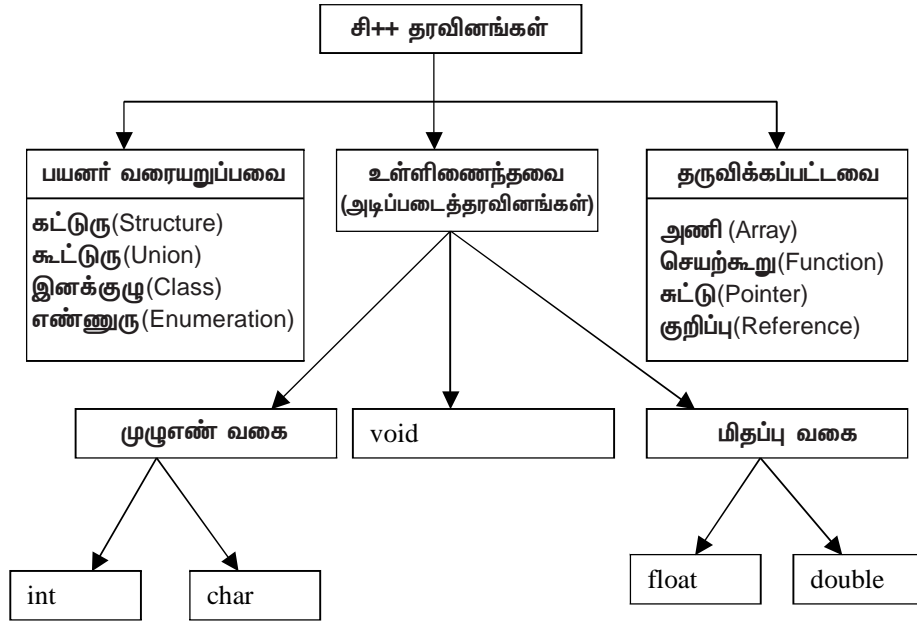 சி++ தரவினங்கள்
பயனர் வரையறுப்பவை
கட்டுரு(Structure)
கூட்டுரு(Union)
இனக்குழு(Class)
எண்ணுரு(Enumeration)
உள்ளிணைந்தவை
(அடிப்படைத்தரவினங்கள்)
தருவிக்கப்பட்டவை
அணி (Array)
செயற்கூறு(Function)
சுட்டு(Pointer)
குறிப்பு(Reference)
முழுஎண் வகை
void
மிதப்பு வகை
int
char
float
double